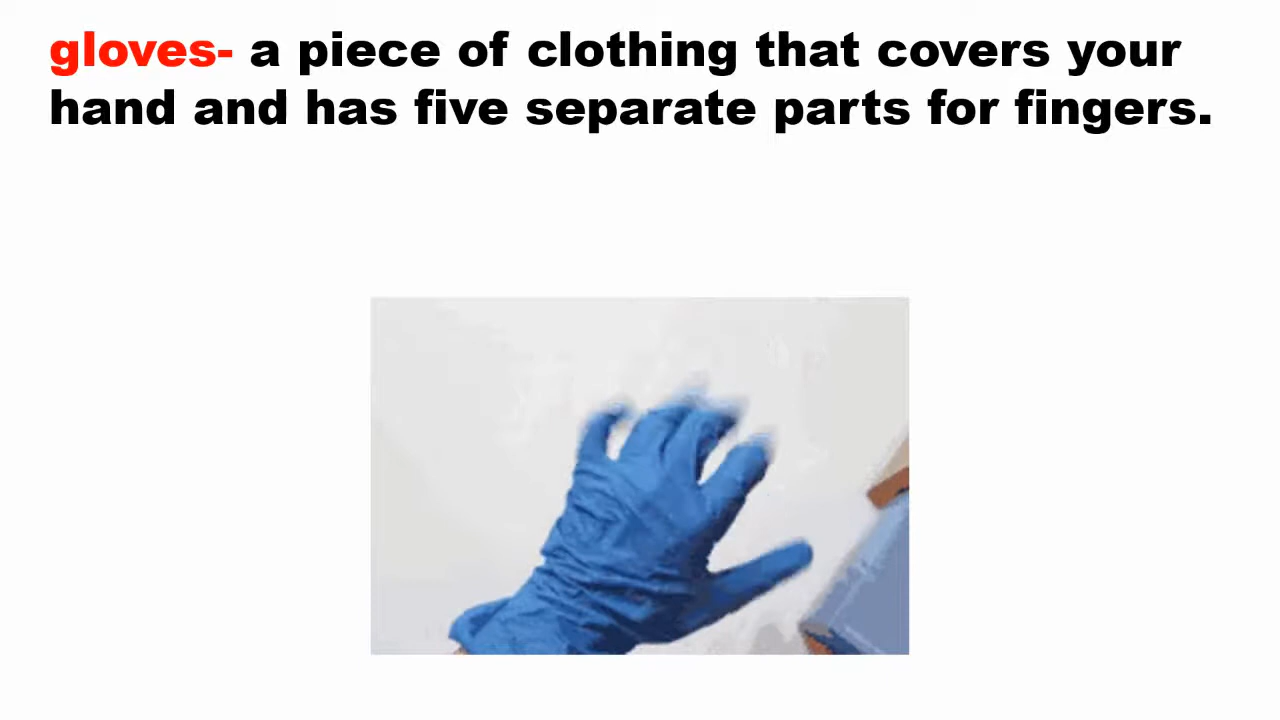 gloves- a piece of clothing that covers your
hand and has five separate parts for fingers.